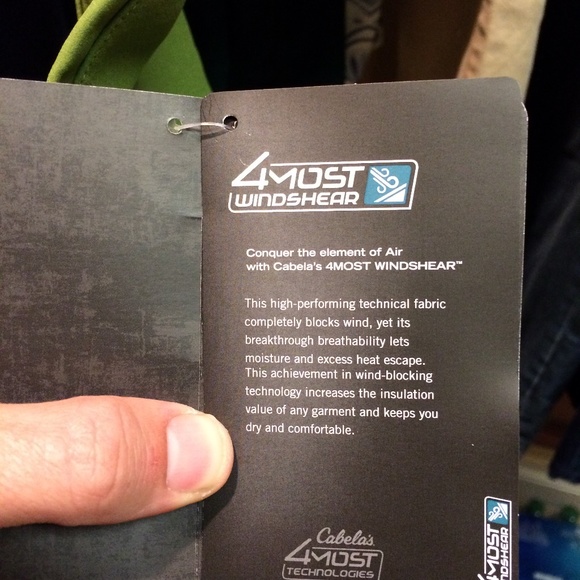 4MOST
WINDSHEAR
Conquer the element of Air
with Cabela's 4MOST WINDSHEAR™
This high-performing technical fabric
completely blocks wind, yet its
breakthrough breathability lets
moisture and excess heat escape.
This achievement in wind-blocking
technology increases the insulation
value of any garment and keeps you
dry and comfortable.
Cabela's
4MOST
TECHNOLOGIES
4MOST
WINDSHEAR